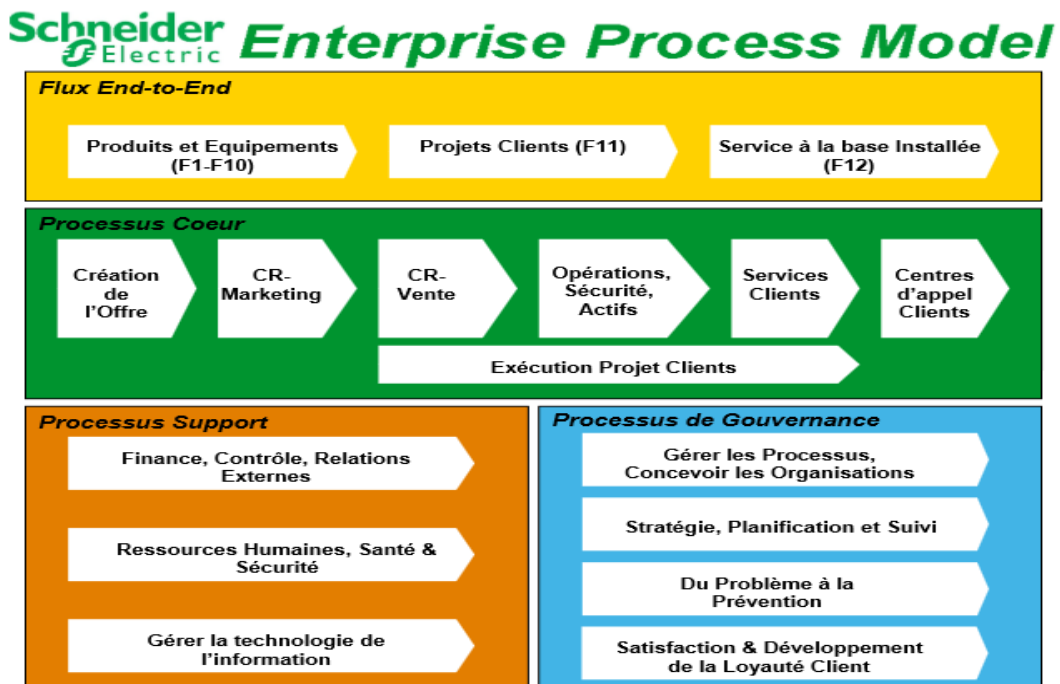 Schneider Electric Enterprise Process Model
Flux End-to-End
Produits et Equipements
(F1-F10)
Projets Clients (F11)
Service à la base Installée
(F12)
Processus Coeur
Création
de
l'Offre
CR-
Marketing
CR-
Vente
Opérations,
Sécurité,
Actifs
Services
Clients
Centres
d'appel
Clients
Exécution Projet Clients
Processus Support
Finance, Contrôle, Relations
Externes
Ressources Humaines, Santé &
Sécurité
Gérer la technologie de
l'information
Processus de Gouvernance
Gérer les Processus,
Concevoir les Organisations
Stratégie, Planification et Suivi
Du Problème à la
Prévention
Satisfaction & Développement
de la Loyauté Client